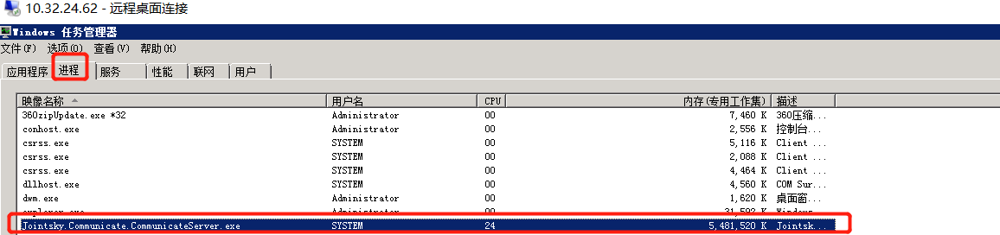 10.32.24.62 - 远程桌面连接
Windows 任务管理器
文件(F) 选项(O) 查看(V) 帮助(H)
应用程序 进程 服务 性能 联网 用户
映像名称 用户名 CPU 内存(专用工作集) 描述
360zipUpdate.exe *32 Administrator 00 7,460 K 360压缩...
conhost.exe Administrator 00 2,556 K 控制台...
csrss.exe SYSTEM 00 5,116 K Client ...
csrss.exe SYSTEM 00 2,088 K Client ...
csrss.exe SYSTEM 00 4,464 K Client ...
dllhost.exe SYSTEM 00 4,560 K COM Sur...
dwm.exe Administrator 00 1,620 K 桌面窗...
explorer.exe Administrator 00 31,592 K Windows
Jointsky.Communicate.CommunicateServer.exe SYSTEM 24 5,481,520 K Jointsk...